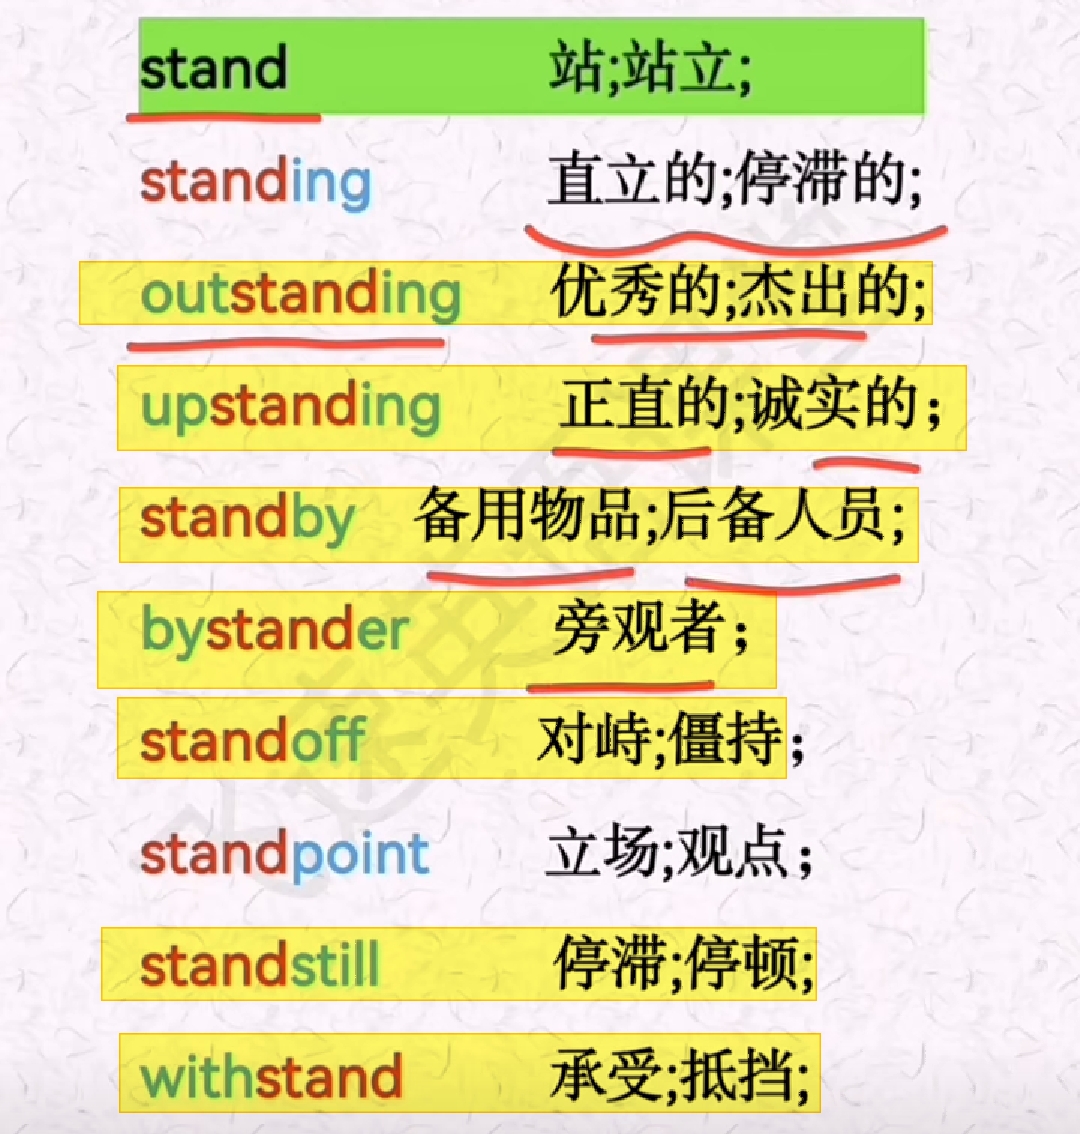 stand 站;站立;
standing 直立的;停滞的;
outstanding 优秀的;杰出的;
upstanding 正直的;诚实的；
standby 备用物品;后备人员;
bystander 旁观者；
standoff 对峙;僵持；
standpoint 立场;观点；
standstill 停滞;停顿;
withstand 承受;抵挡;